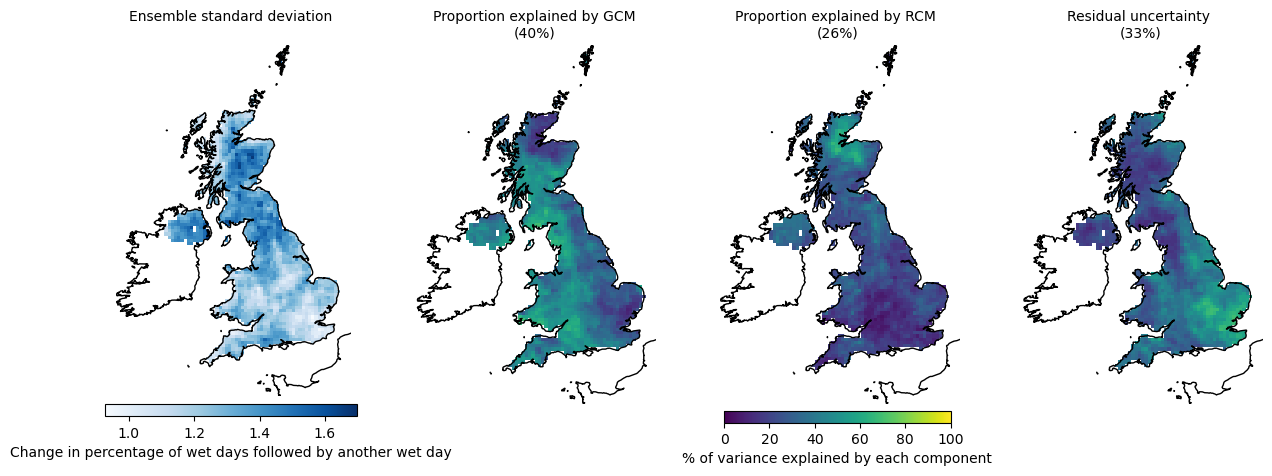 Ensemble standard deviation
Proportion explained by GCM
(40%)
Proportion explained by RCM
(26%)
Residual uncertainty
(33%)
1.0 1.2 1.4 1.6
Change in percentage of wet days followed by another wet day
0 20 40 60 80 100
% of variance explained by each component